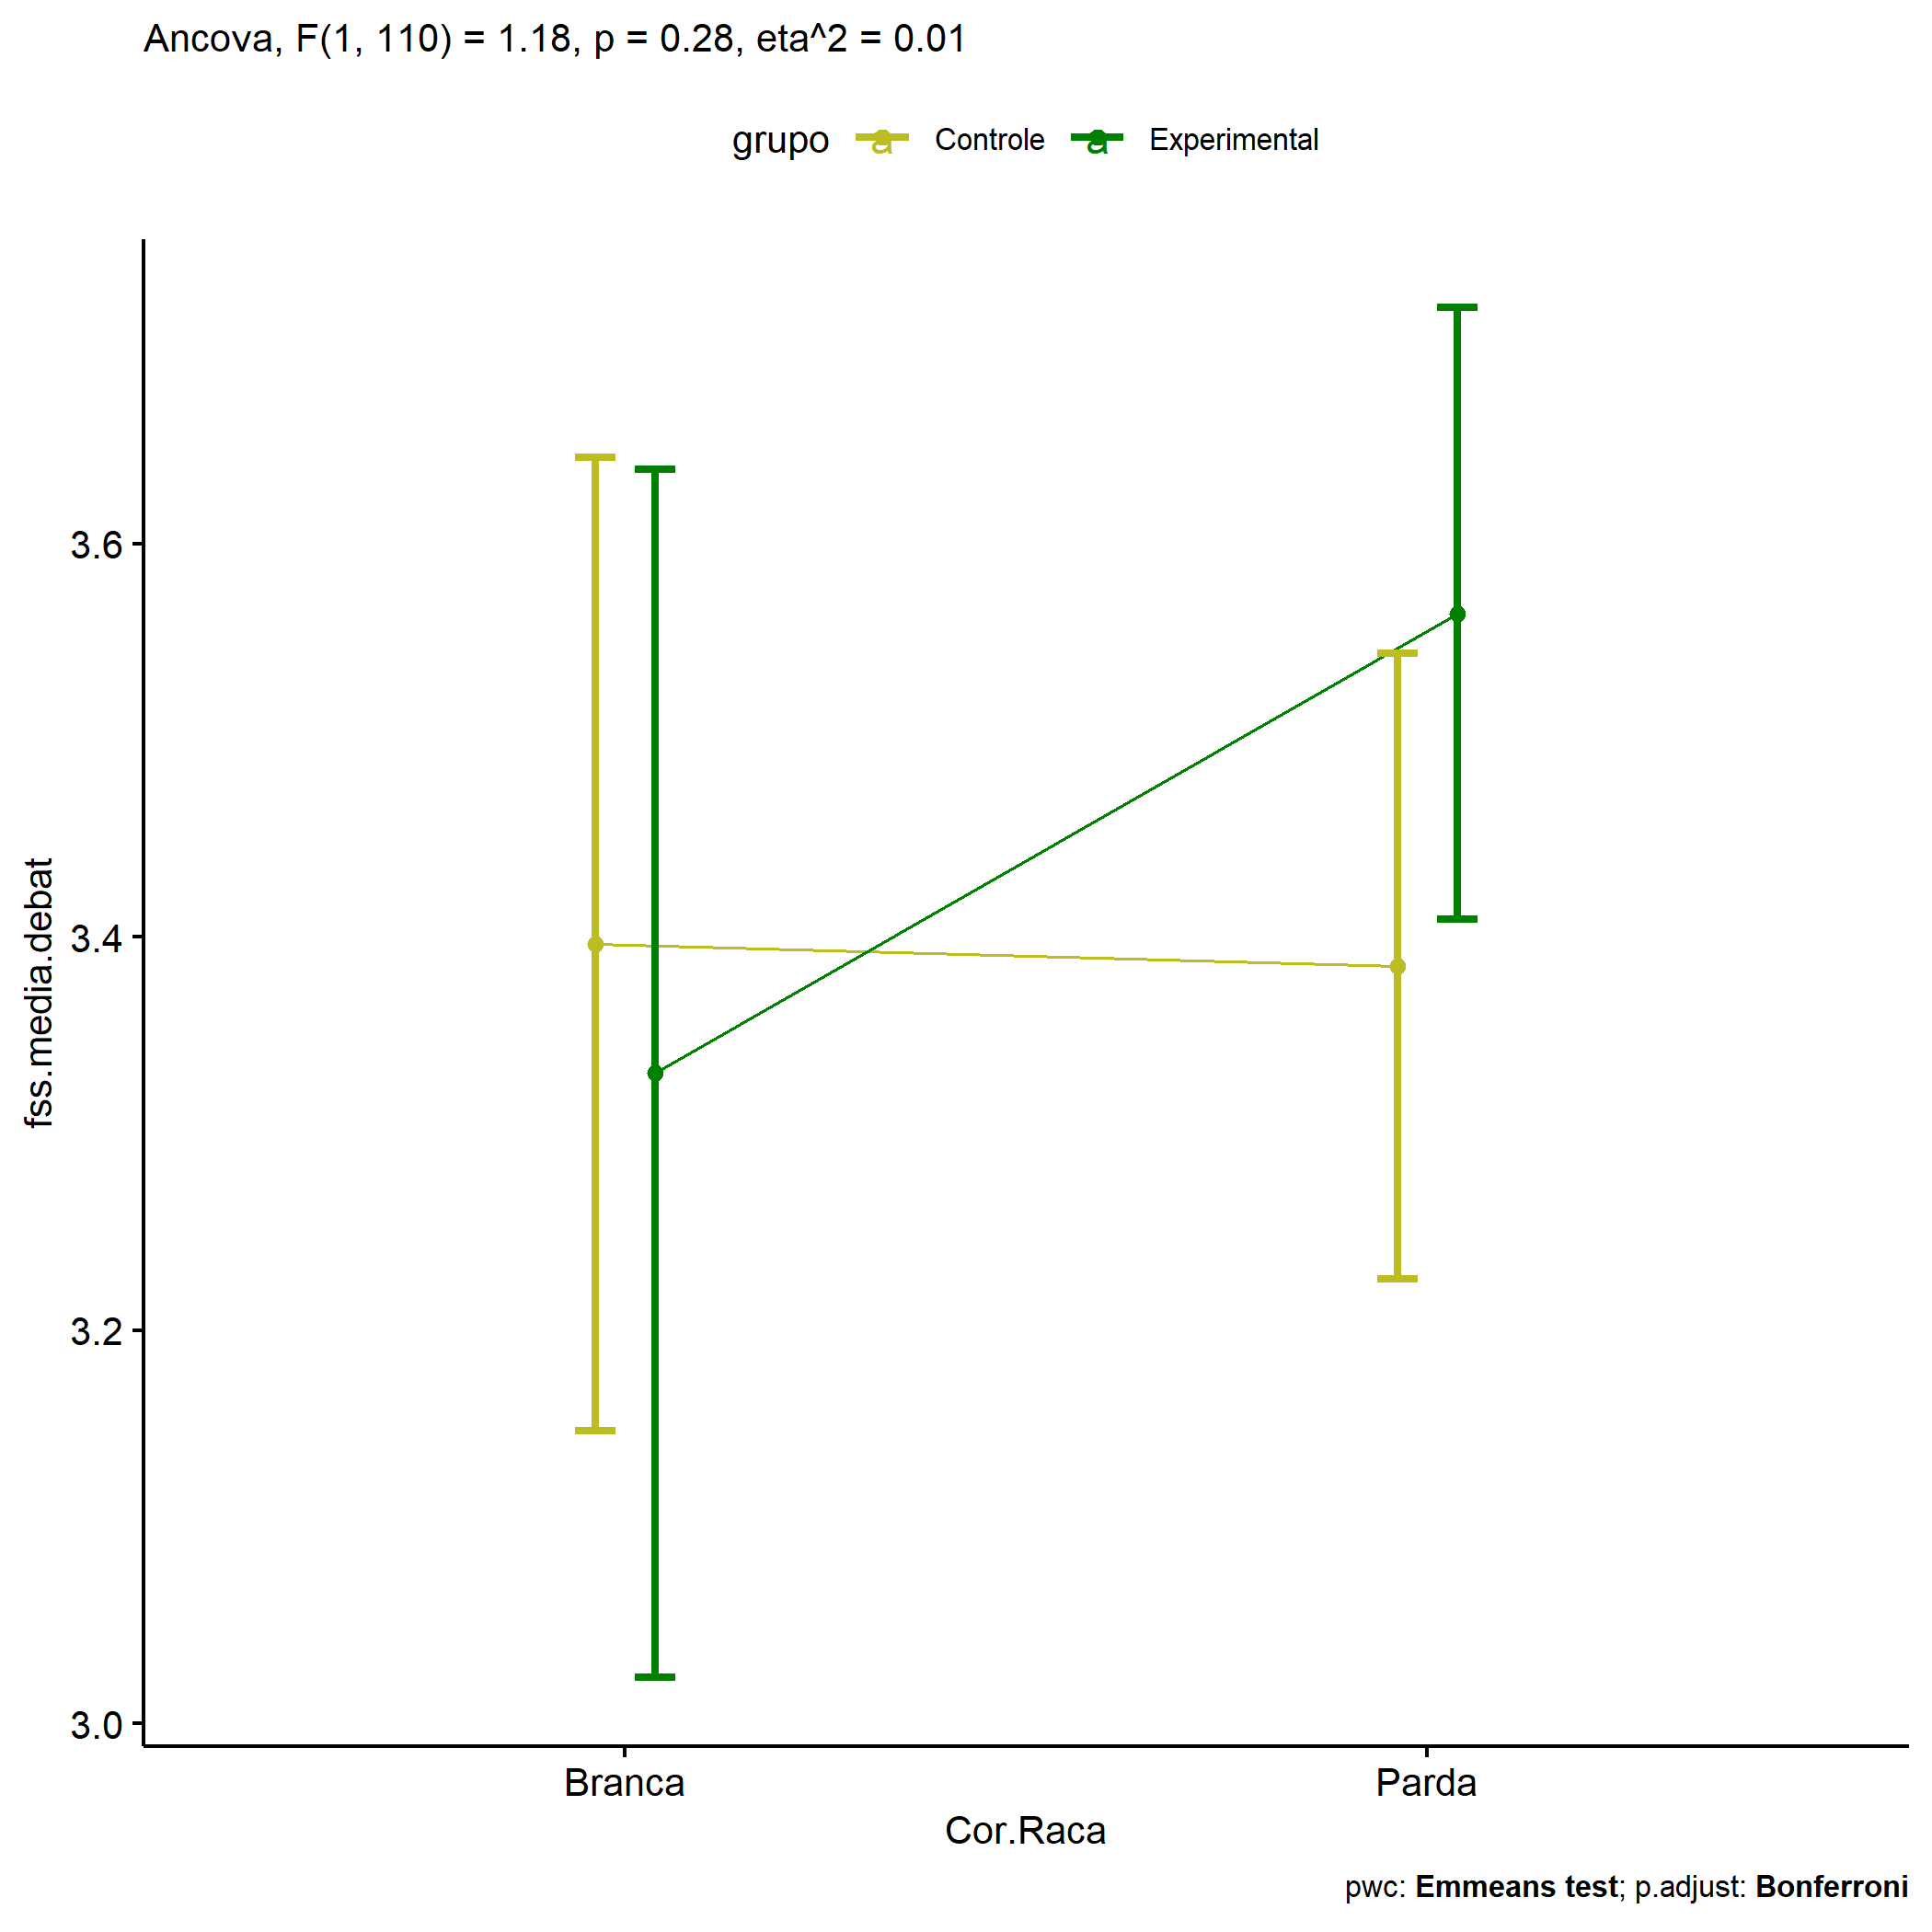 Ancova, F(1, 110) = 1.18, p = 0.28, eta^2 = 0.01
grupo a Controle a Experimental
3.6
3.4
3.2
3.0
fss.media.debat
Branca Parda
Cor.Raca
pwc: Emmeans test; p.adjust: Bonferroni